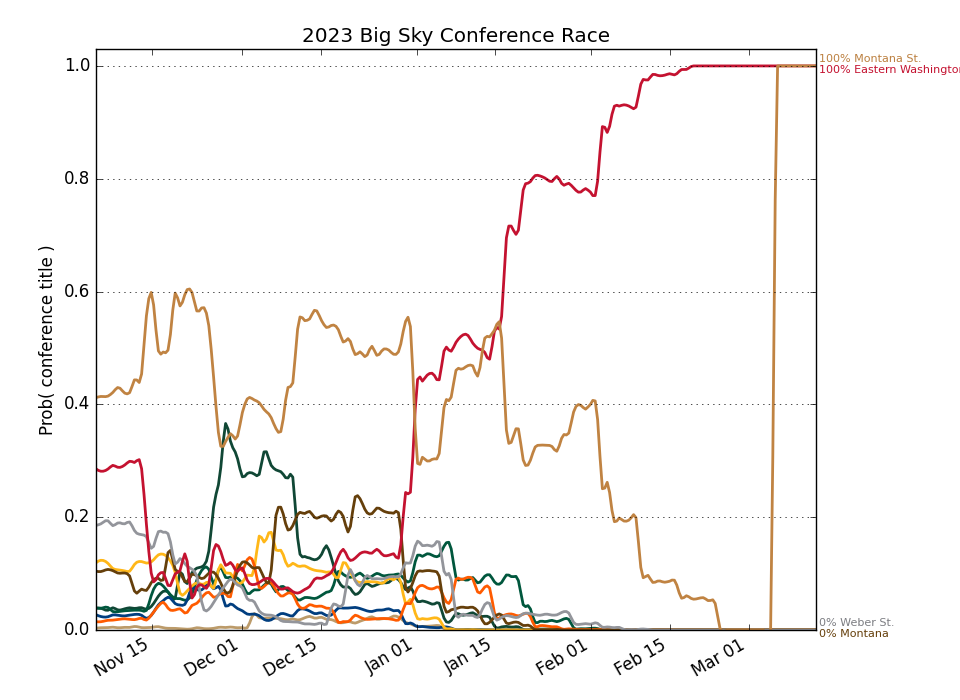 2023 Big Sky Conference Race
1.0
0.8
0.6
0.4
0.2
0.0
Prob( conference title )
100% Montana St.
100% Eastern Washington
0% Weber St.
0% Montana
Nov 15
Dec 01
Dec 15
Jan 01
Jan 15
Feb 01
Feb 15
Mar 01